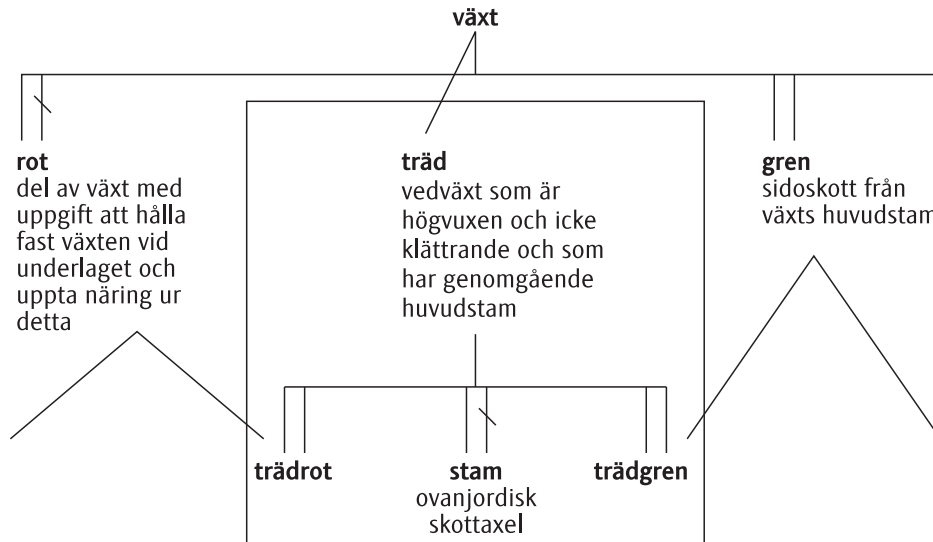 växt
rot
del av växt med
uppgift att hålla
fast växten vid
underlaget och
uppta näring ur
detta
träd
vedväxt som är
högvuxen och icke
klättrande och som
har genomgående
huvudstam
gren
sidoskott från
växts huvudstam
trädrot
stam
ovanjordisk
skottaxel
trädgren